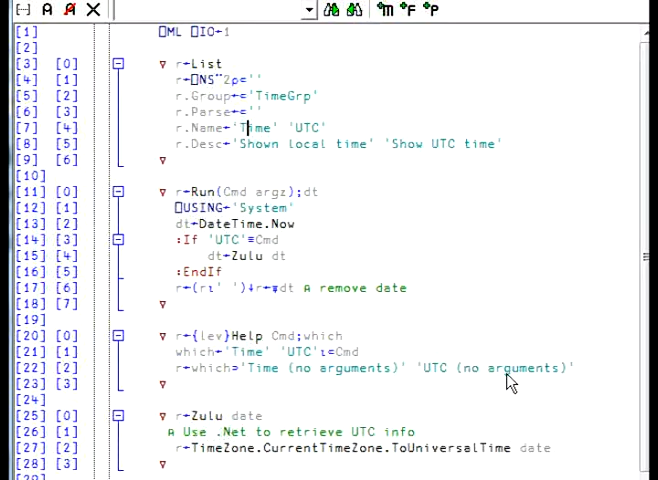 [1] ⎕ML ⎕IO←1
[2]
[3] [0] ∇ r←List
[4] [1] r←⎕NS¨2⍴⊂''
[5] [2] r.Group←⊂'TimeGrp'
[6] [3] r.Parse←⊂''
[7] [4] r.Name←'Time' 'UTC'
[8] [5] r.Desc←'Shown local time' 'Show UTC time'
[9] [6] ∇
[10]
[11] [0] ∇ r←Run(Cmd argz);dt
[12] [1] ⎕USING←'System'
[13] [2] dt←DateTime.Now
[14] [3] :If 'UTC'≡Cmd
[15] [4] dt←Zulu dt
[16] [5] :EndIf
[17] [6] r←(r⍳' ')↓r←⍕dt ⍝ remove date
[18] [7] ∇
[19]
[20] [0] ∇ r←{lev}Help Cmd;which
[21] [1] which←'Time' 'UTC'⍳⊂Cmd
[22] [2] r←which⊃'Time (no arguments)' 'UTC (no arguments)'
[23] [3] ∇
[24]
[25] [0] ∇ r←Zulu date
[26] [1] ⍝ Use .Net to retrieve UTC info
[27] [2] r←TimeZone.CurrentTimeZone.ToUniversalTime date
[28] [3] ∇